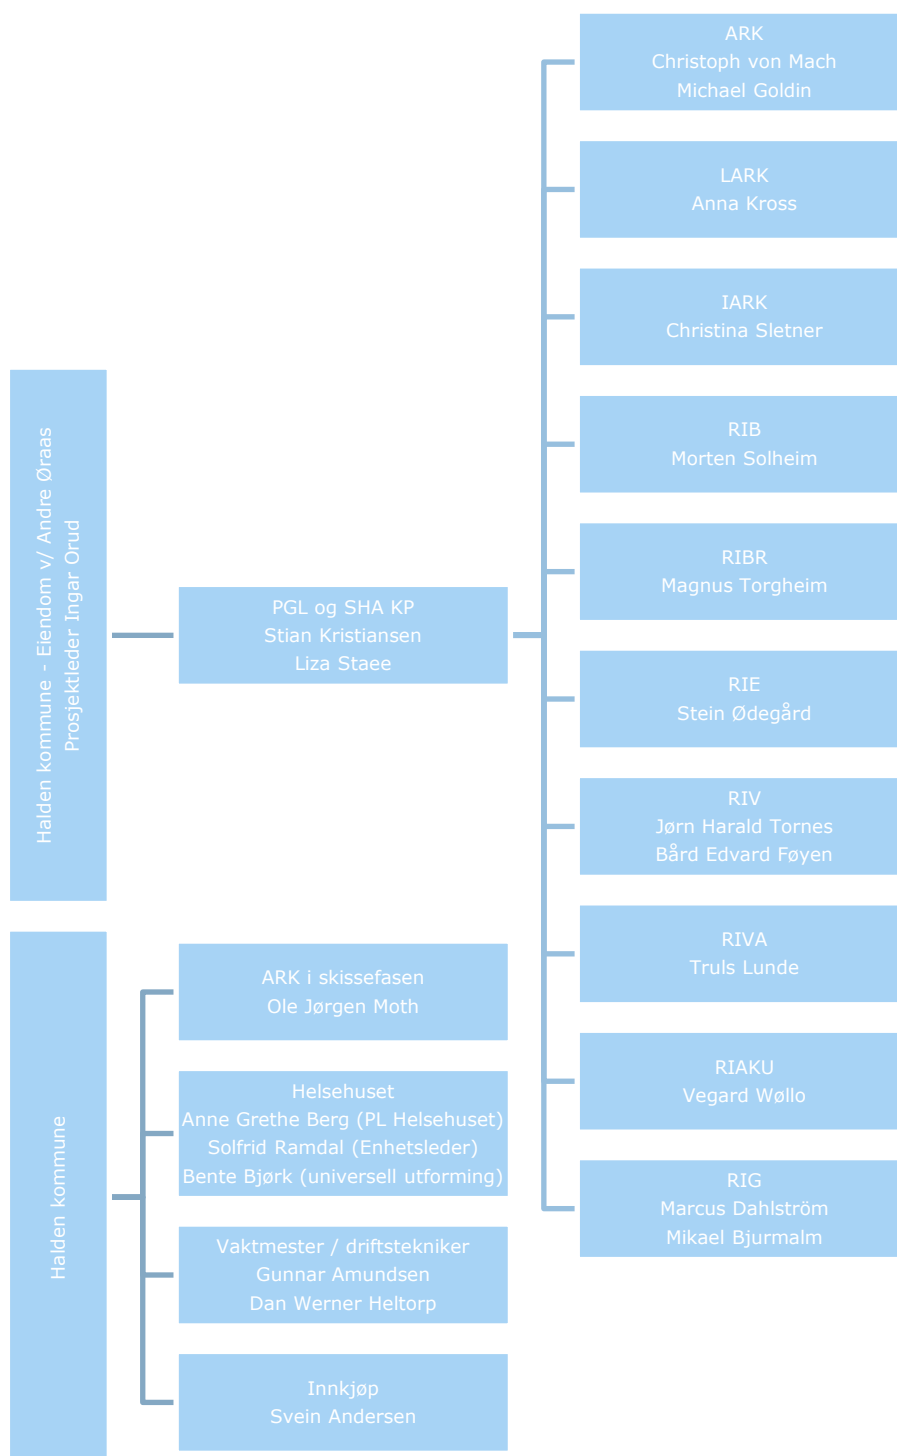 Halden kommune - Eiendom v/ Andre Øraas
Prosjektleder Ingar Orud
PGL og SHA KP
Stian Kristiansen
Liza Staee
ARK
Christoph von Mach
Michael Goldin
LARK
Anna Kross
IARK
Christina Sletner
RIB
Morten Solheim
RIBR
Magnus Torgheim
RIE
Stein Ødegård
RIV
Jørn Harald Tornes
Bård Edvard Føyen
RIVA
Truls Lunde
RIAKU
Vegard Wøllo
RIG
Marcus Dahlström
Mikael Bjurmalm
Halden kommune
ARK i skissefasen
Ole Jørgen Moth
Helsehuset
Anne Grethe Berg (PL Helsehuset)
Solfrid Ramdal (Enhetsleder)
Bente Bjørk (universell utforming)
Vaktmester / driftstekniker
Gunnar Amundsen
Dan Werner Heltorp
Innkjøp
Svein Andersen